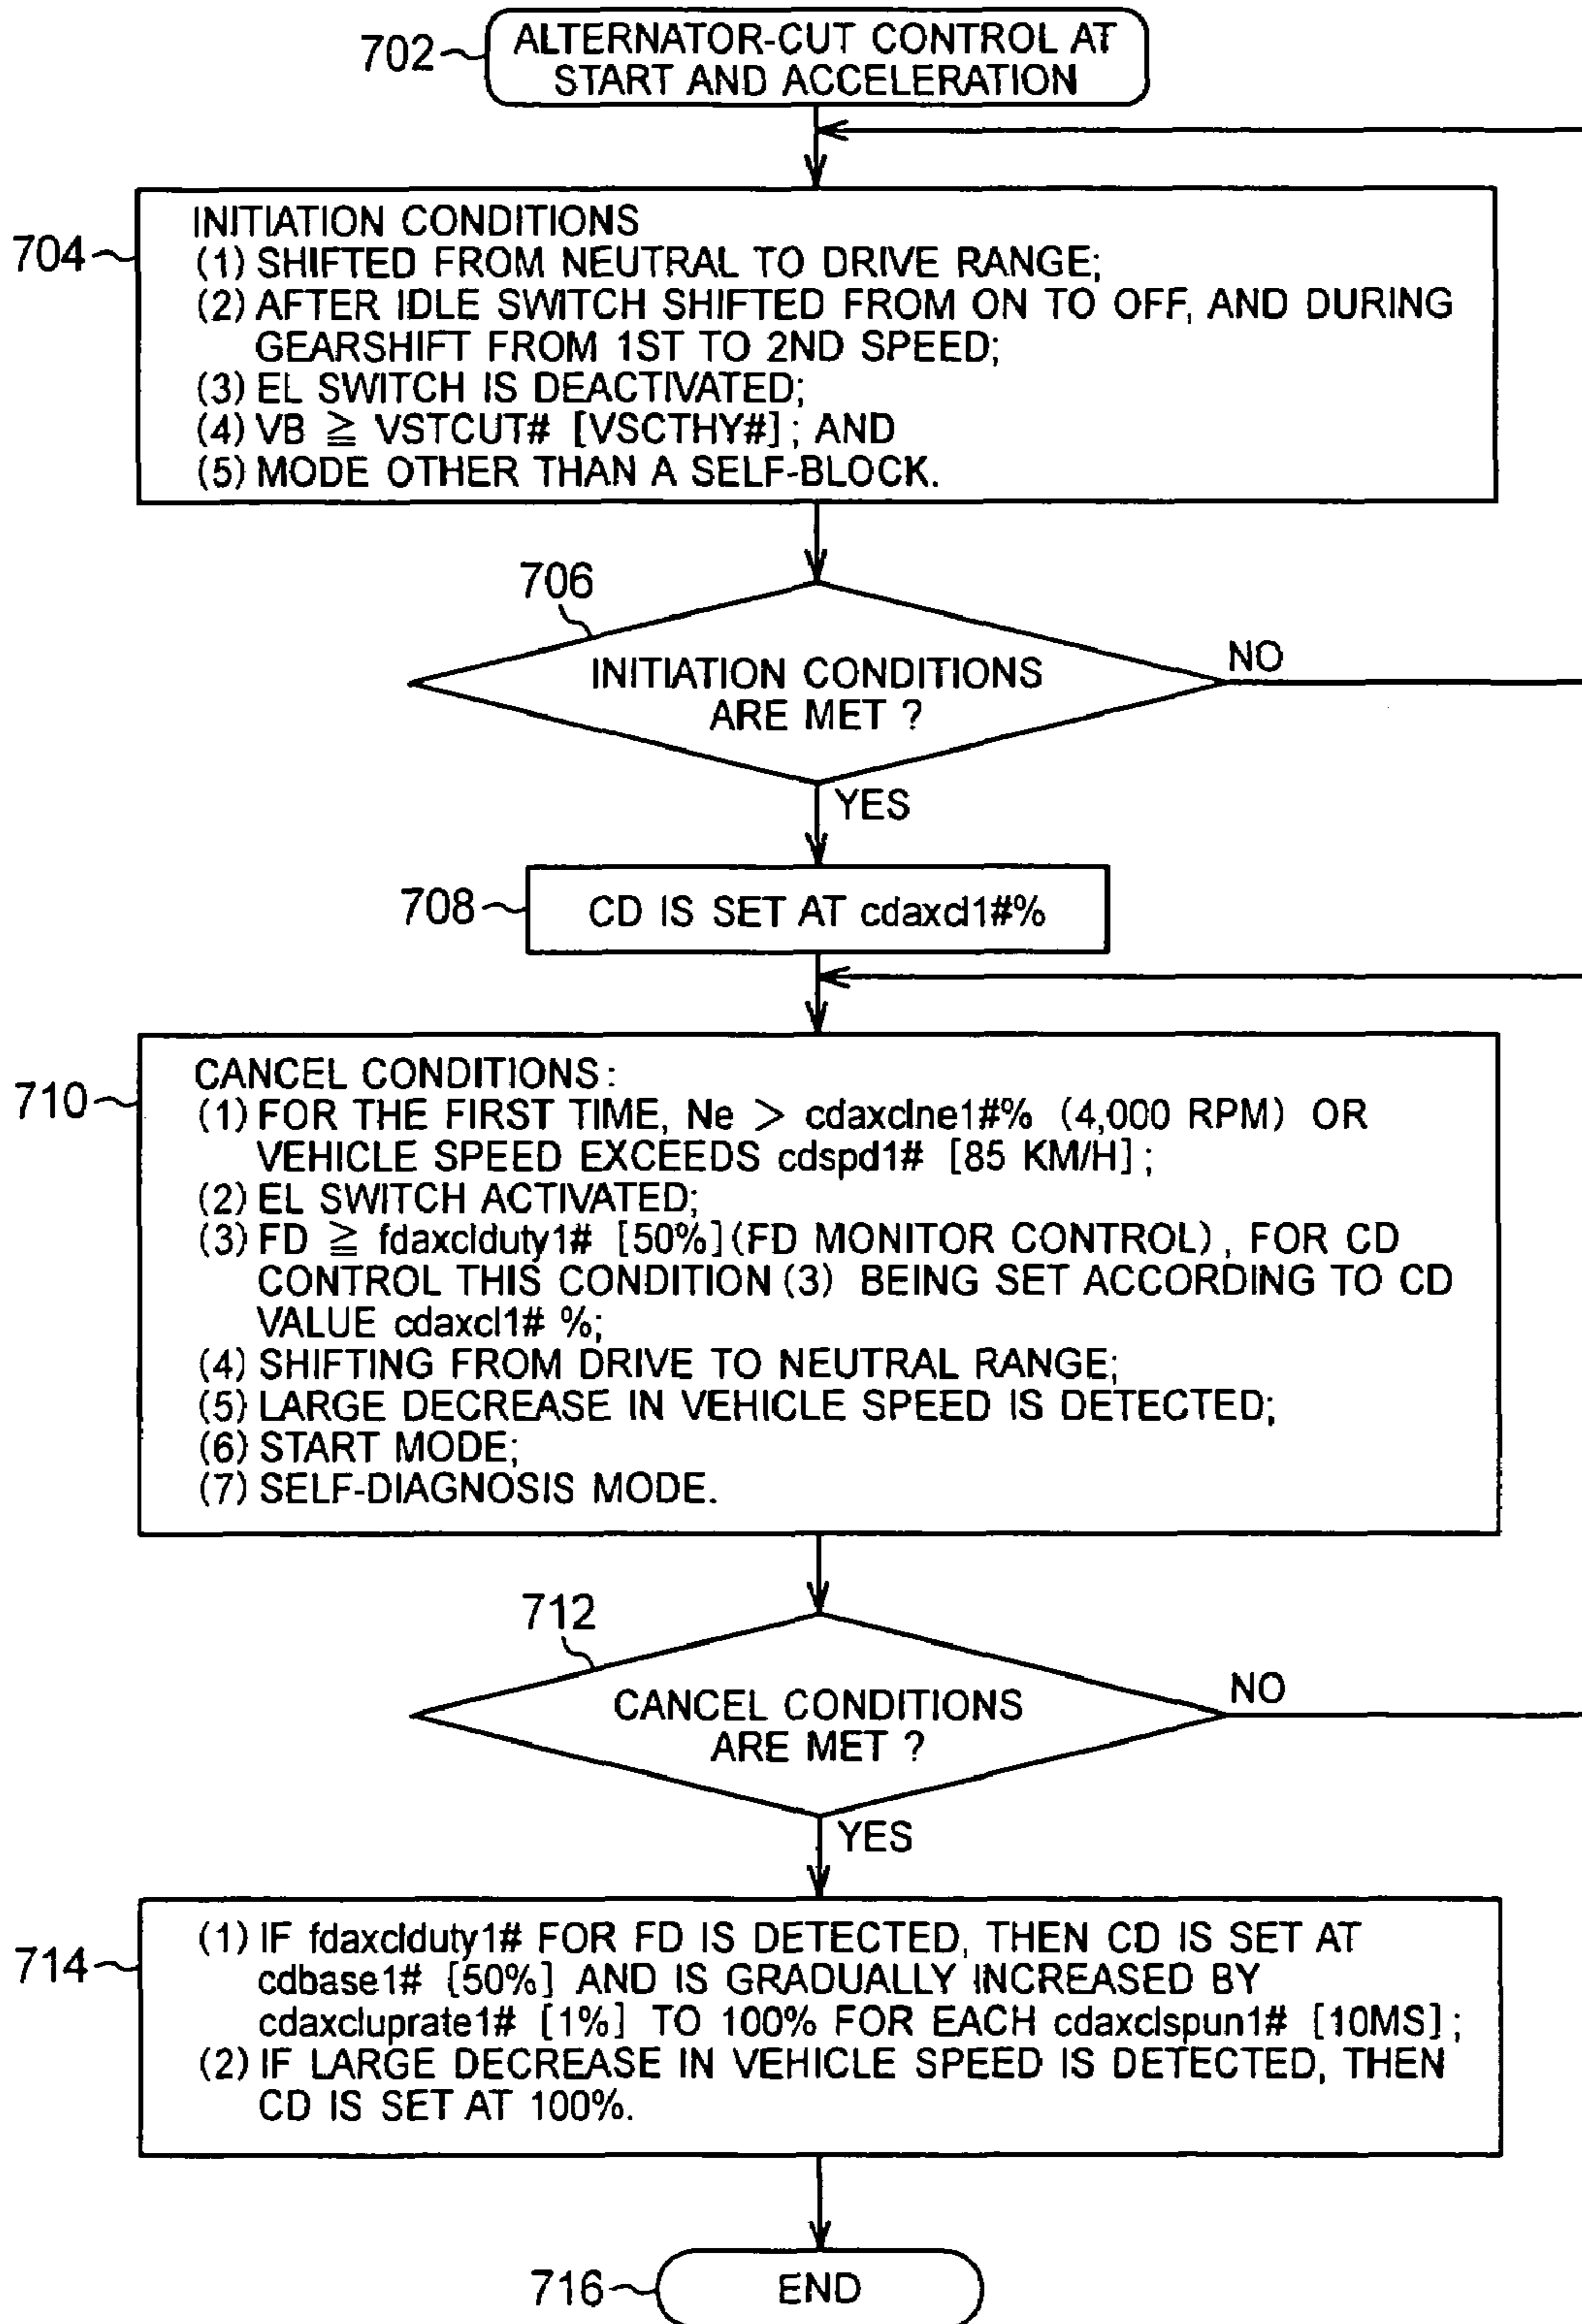 702
ALTERNATOR-CUT CONTROL AT
START AND ACCELERATION
704
INITIATION CONDITIONS
(1) SHIFTED FROM NEUTRAL TO DRIVE RANGE;
(2) AFTER IDLE SWITCH SHIFTED FROM ON TO OFF, AND DURING
GEARSHIFT FROM 1ST TO 2ND SPEED;
(3) EL SWITCH IS DEACTIVATED;
(4) VB ≧ VSTCUT# [VSCTHY#]; AND
(5) MODE OTHER THAN A SELF-BLOCK.
706
INITIATION CONDITIONS
ARE MET ?
NO
YES
708
CD IS SET AT cdaxcl1#%
710
CANCEL CONDITIONS:
(1) FOR THE FIRST TIME, Ne > cdaxclne1#% (4,000 RPM) OR
VEHICLE SPEED EXCEEDS cdspd1# [85 KM/H];
(2) EL SWITCH ACTIVATED;
(3) FD ≧ fdaxclduty1# [50%](FD MONITOR CONTROL), FOR CD
CONTROL THIS CONDITION (3) BEING SET ACCORDING TO CD
VALUE cdaxcl1# %;
(4) SHIFTING FROM DRIVE TO NEUTRAL RANGE;
(5) LARGE DECREASE IN VEHICLE SPEED IS DETECTED;
(6) START MODE;
(7) SELF-DIAGNOSIS MODE.
712
CANCEL CONDITIONS
ARE MET ?
NO
YES
714
(1) IF fdaxclduty1# FOR FD IS DETECTED, THEN CD IS SET AT
cdbase1# [50%] AND IS GRADUALLY INCREASED BY
cdaxcluprate1# [1%] TO 100% FOR EACH cdaxclspun1# [10MS];
(2) IF LARGE DECREASE IN VEHICLE SPEED IS DETECTED, THEN
CD IS SET AT 100%.
716
END